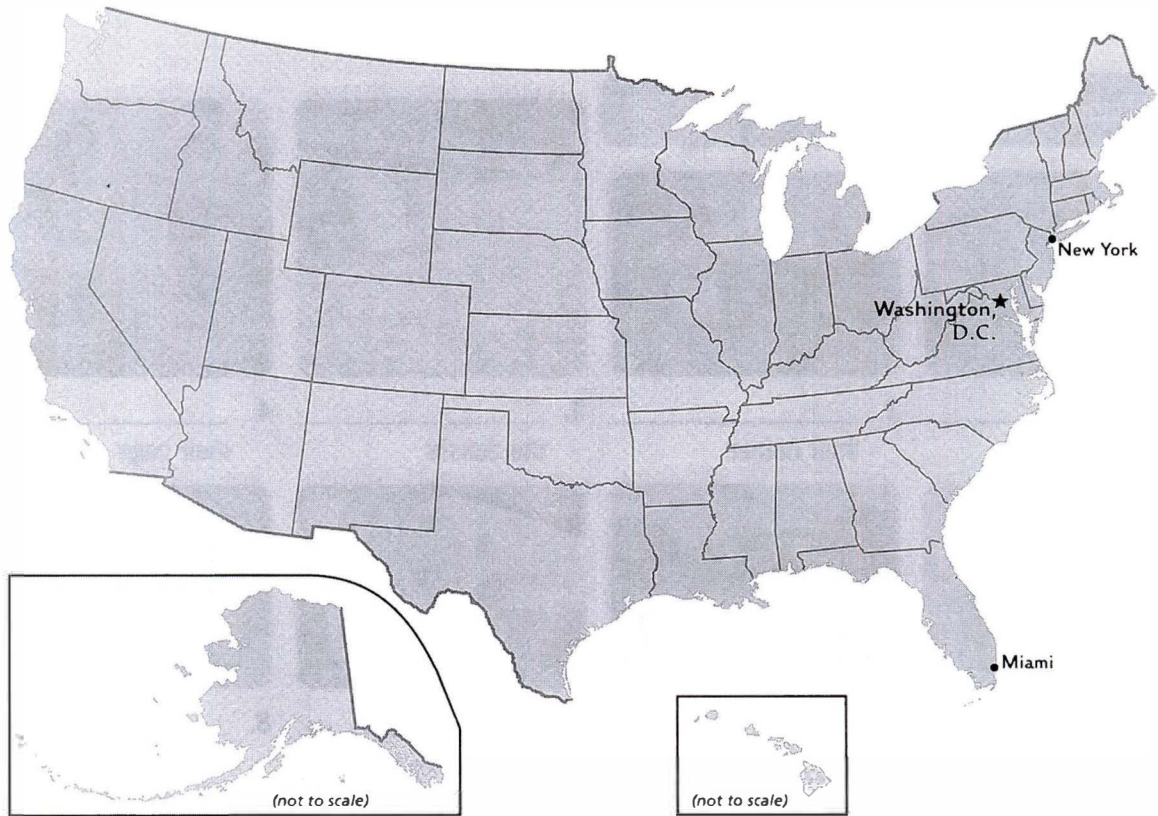 New York
Washington,
D.C.
Miami
(not to scale)
(not to scale)